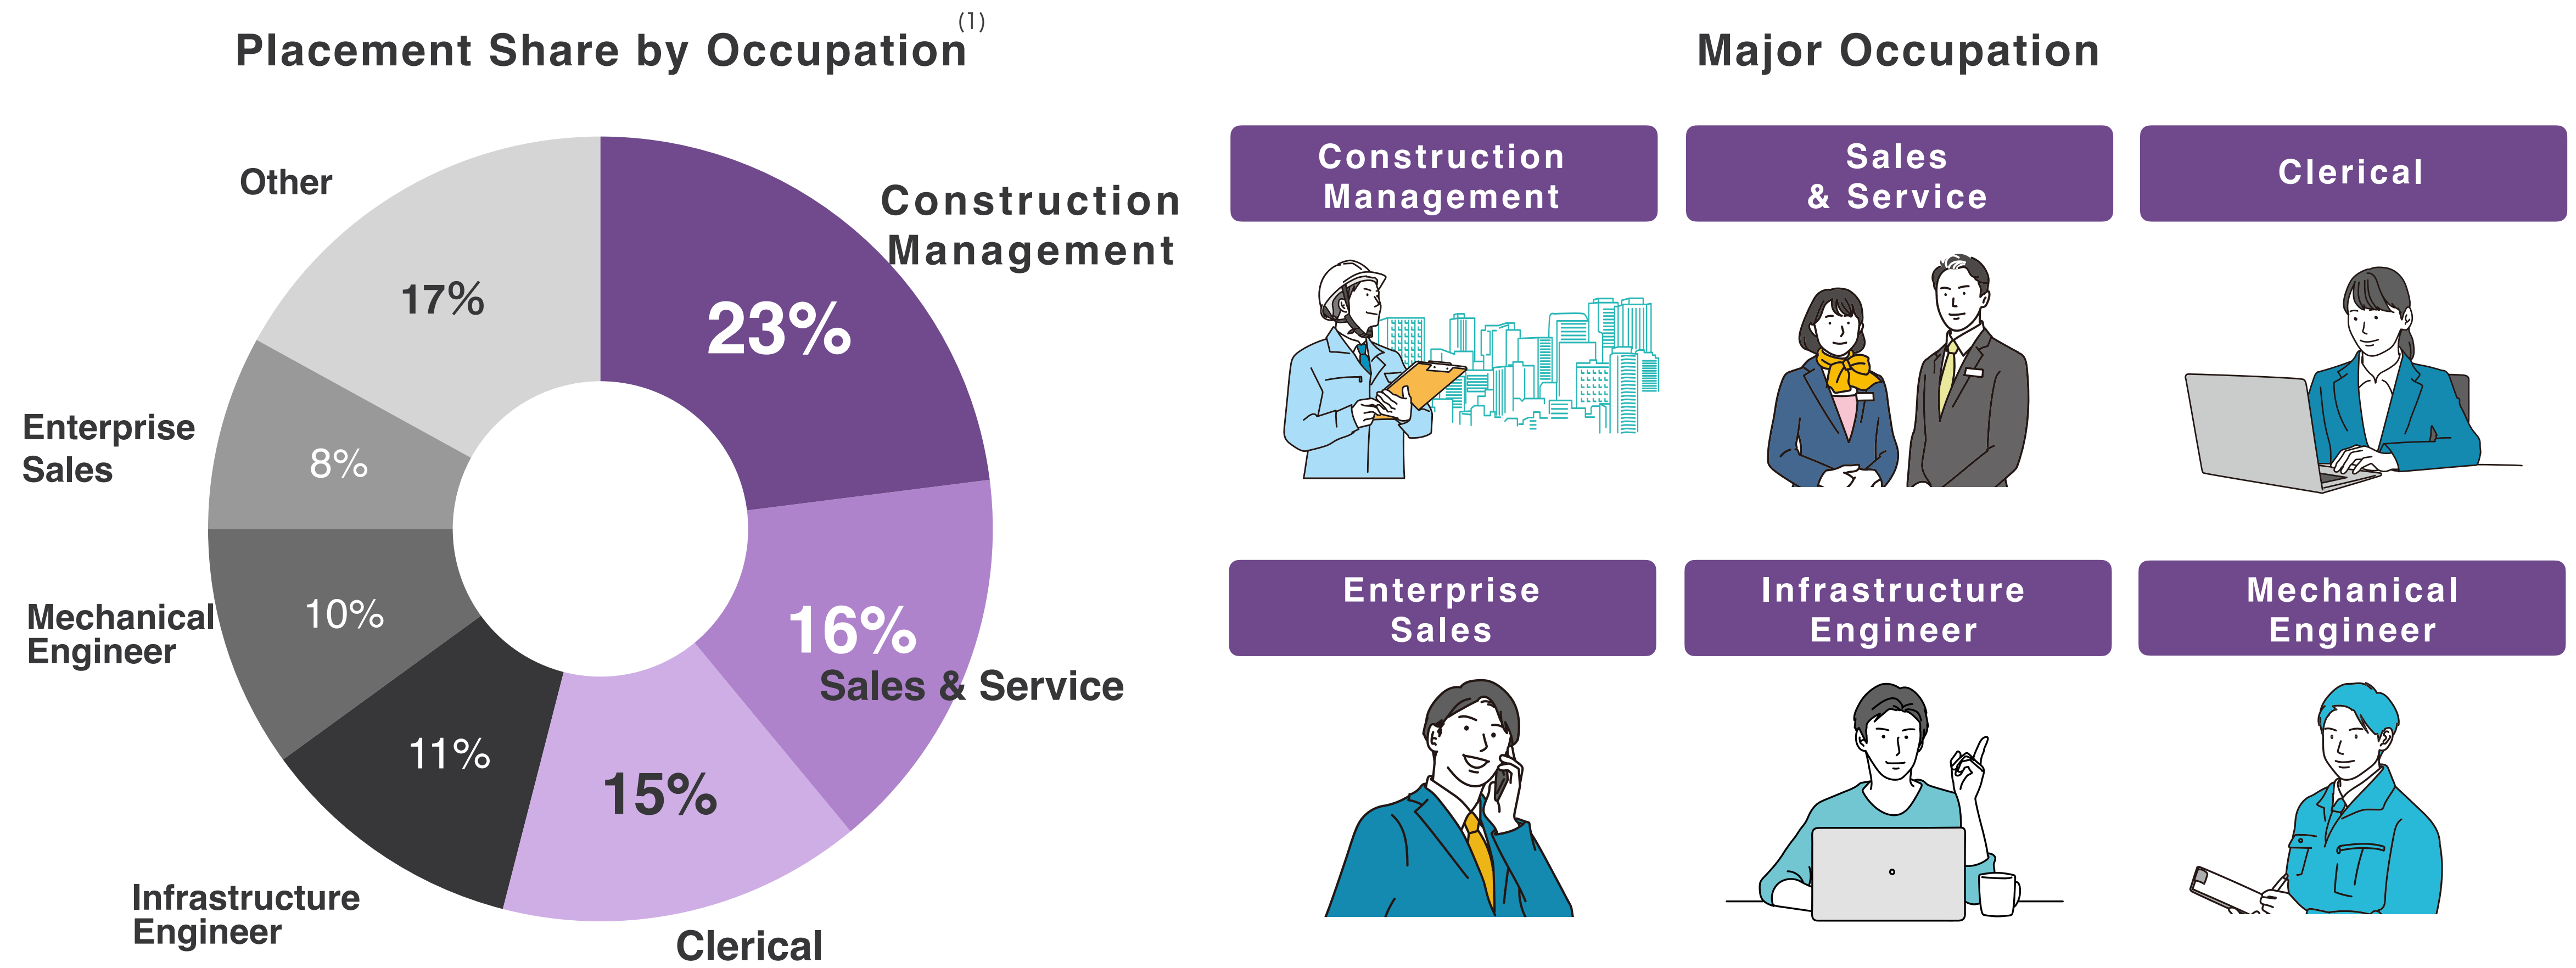 Placement Share by Occupation(1)
Construction
Management
23%
16%
Sales & Service
15%
Clerical
11%
Infrastructure
Engineer
10%
Mechanical
Engineer
8%
Enterprise
Sales
17%
Other
Major Occupation
Construction
Management
Sales
& Service
Clerical
Enterprise
Sales
Infrastructure
Engineer
Mechanical
Engineer